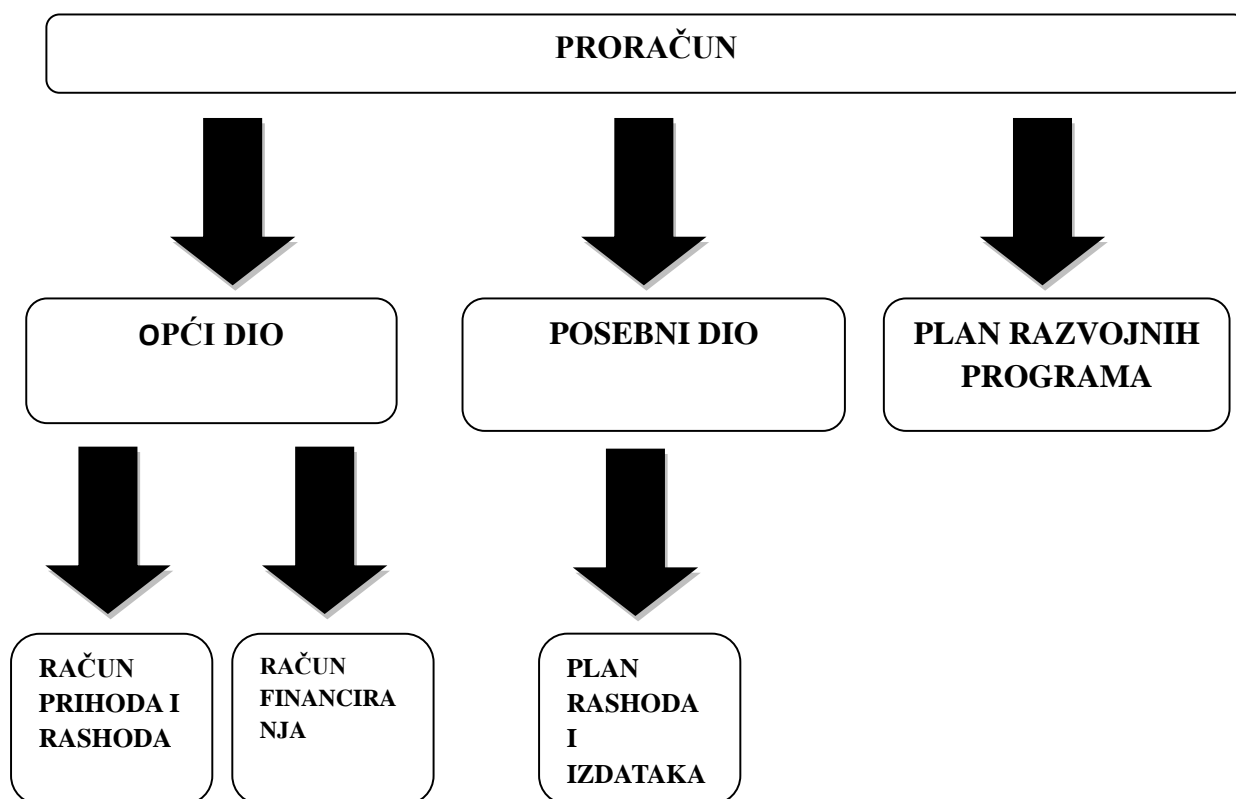 PRORAČUN
OPĆI DIO
POSEBNI DIO
PLAN RAZVOJNIH
PROGRAMA
RAČUN
PRIHODA I
RASHODA
RAČUN
FINANCIRA
NJA
PLAN
RASHODA
I
IZDATAKA